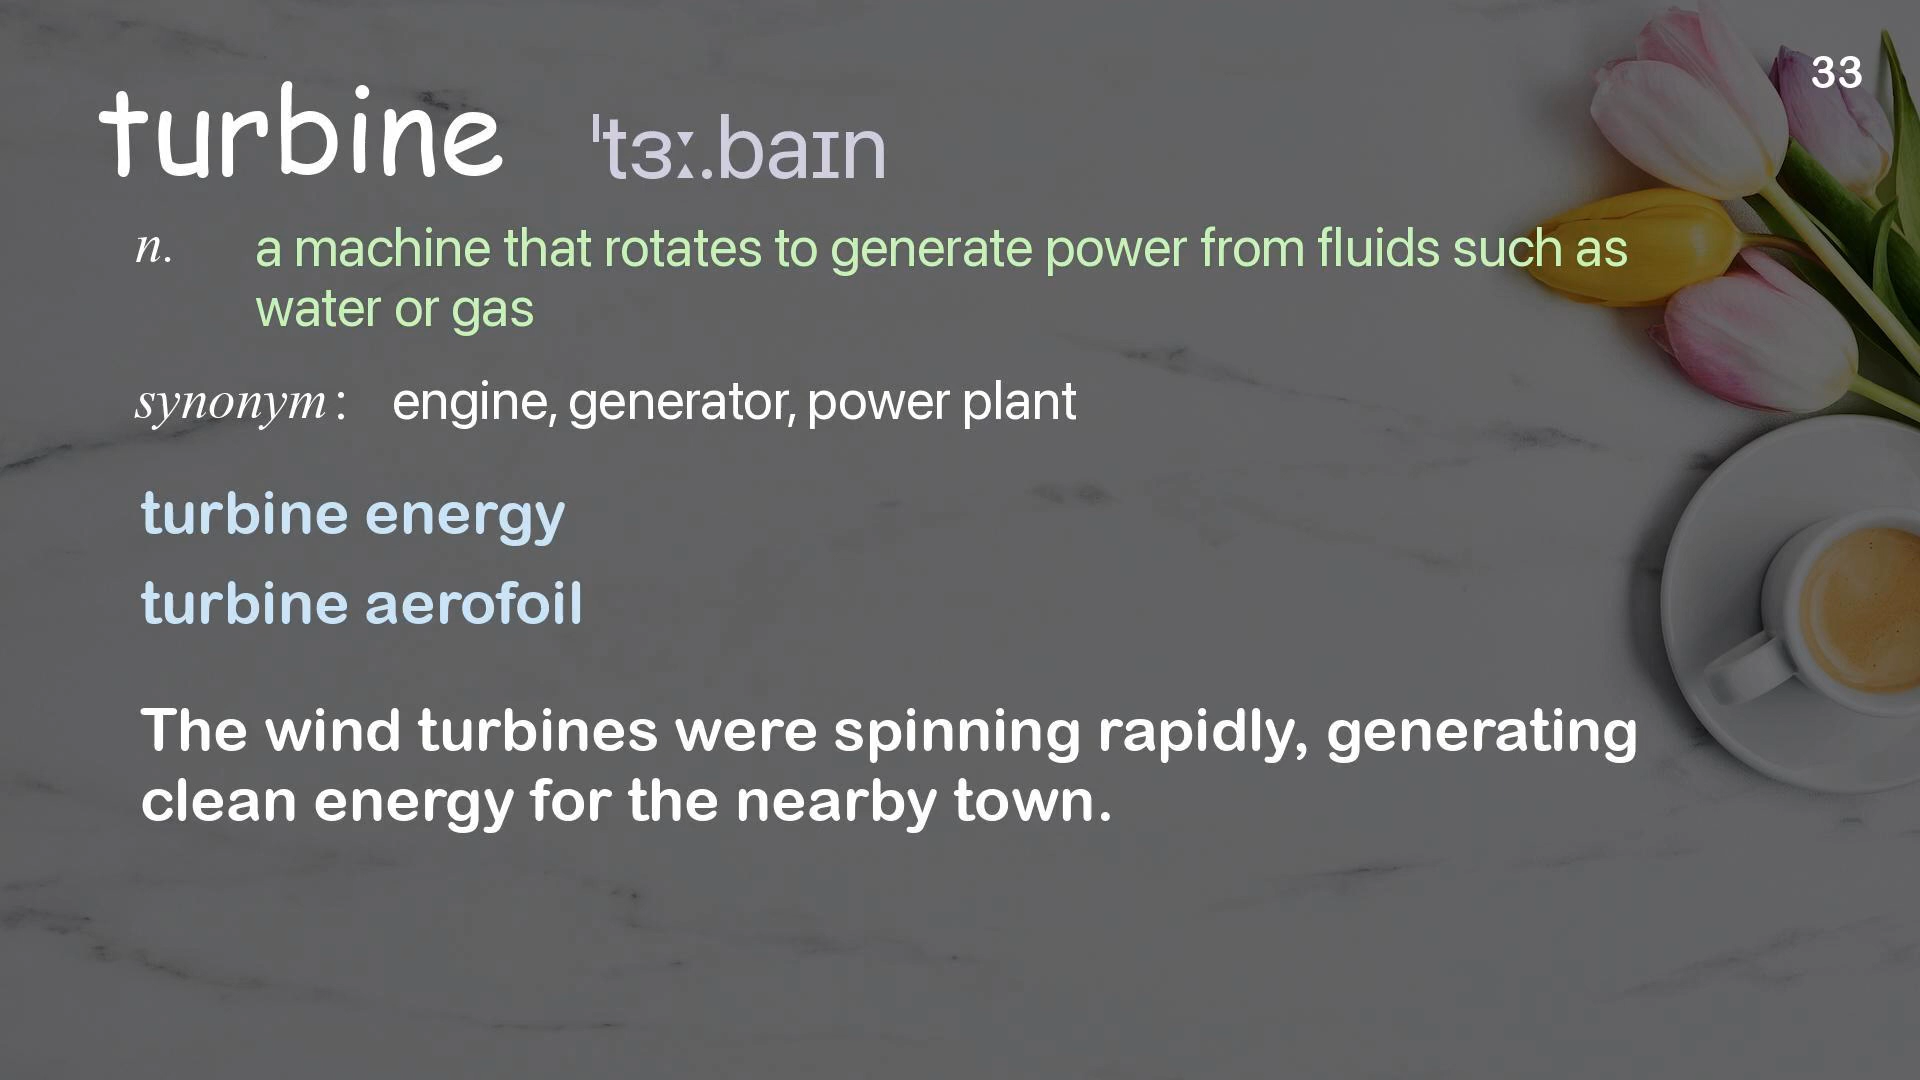 33
turbine ˈtɜː.baɪn
n. a machine that rotates to generate power from fluids such as
water or gas
synonym: engine, generator, power plant
turbine energy
turbine aerofoil
The wind turbines were spinning rapidly, generating
clean energy for the nearby town.